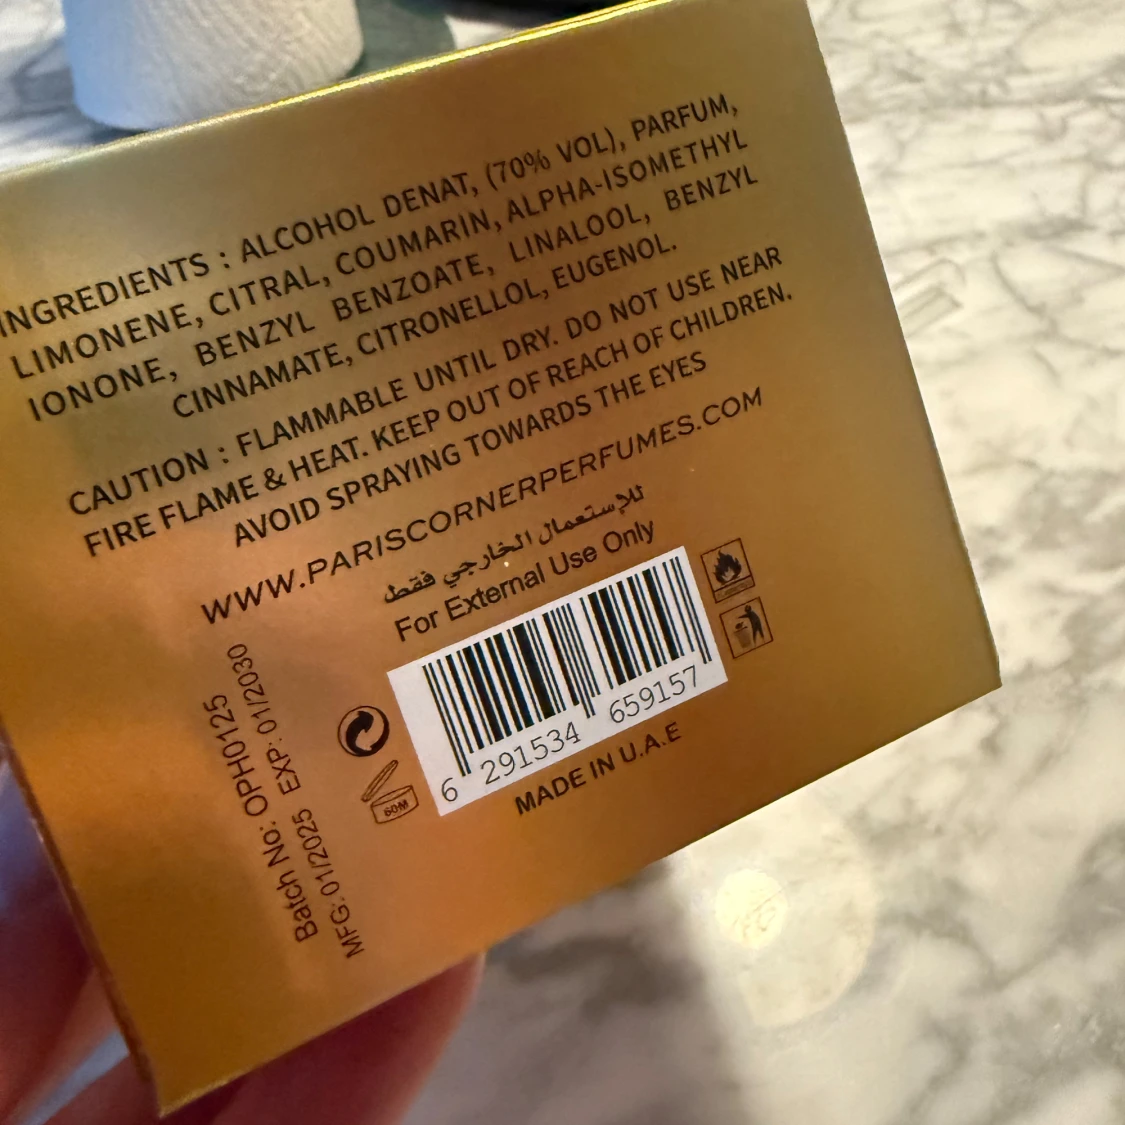 INGREDIENTS : ALCOHOL DENAT, (70% VOL), PARFUM,
LIMONENE, CITRAL, COUMARIN, ALPHA-ISOMETHYL
IONONE, BENZYL BENZOATE, LINALOOL, BENZYL
CINNAMATE, CITRONELLOL, EUGENOL.
CAUTION : FLAMMABLE UNTIL DRY. DO NOT USE NEAR
FIRE FLAME & HEAT. KEEP OUT OF REACH OF CHILDREN.
AVOID SPRAYING TOWARDS THE EYES
WWW.PARISCORNERPERFUMES.COM
للإستعمال الخارجي فقط
For External Use Only
6 291534 659157
MADE IN U.A.E
60M
Batch No: OPH0125
MFG: 01/2025 EXP: 01/2030